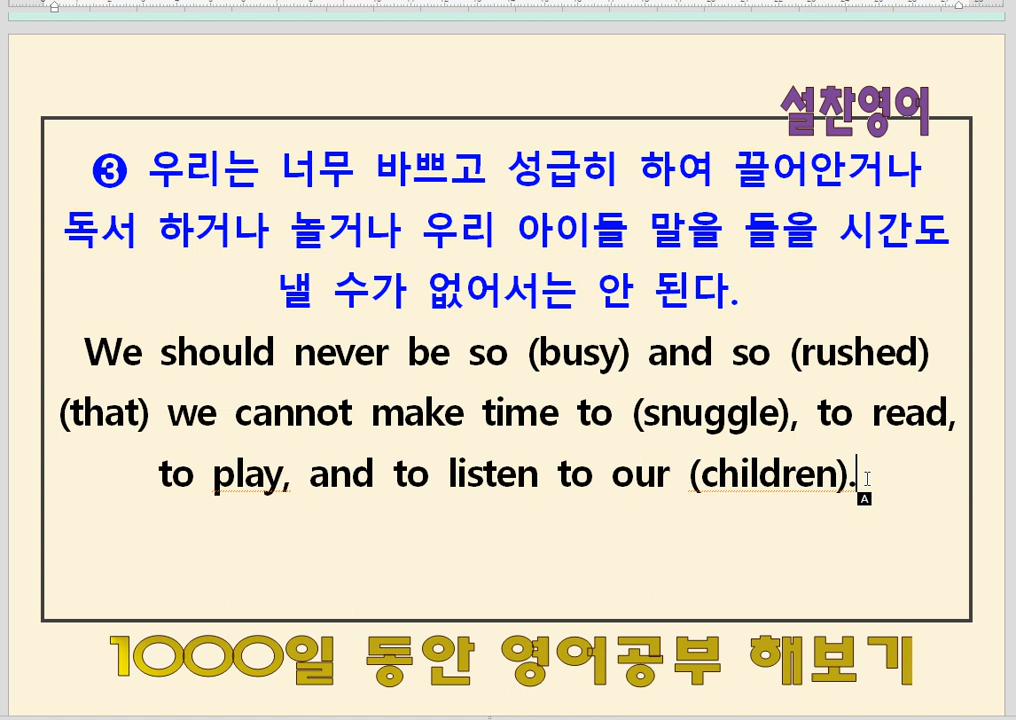 설찬영어
❸ 우리는 너무 바쁘고 성급히 하여 끌어안거나
독서 하거나 놀거나 우리 아이들 말을 들을 시간도
낼 수가 없어서는 안 된다.
We should never be so (busy) and so (rushed)
(that) we cannot make time to (snuggle), to read,
to play, and to listen to our (children).
A
1000일 동안 영어공부 해보기